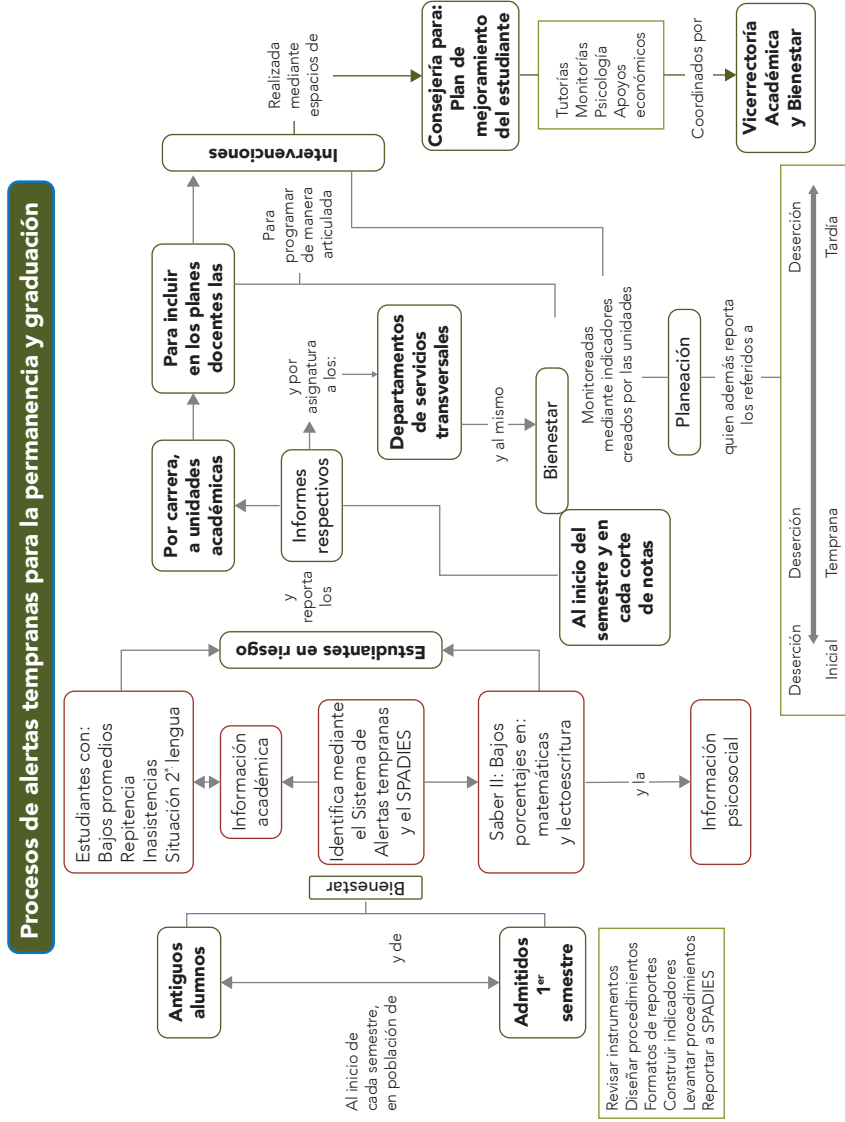 Procesos de alertas tempranas para la permanencia y graduación
Al inicio de
cada semestre,
en población de
Antiguos
alumnos
y de
Admitidos
1er
semestre
Revisar instrumentos
Diseñar procedimientos
Formatos de reportes
Construir indicadores
Levantar procedimientos
Reportar a SPADIES
Bienestar
Estudiantes con:
Bajos promedios
Repitencia
Inasistencias
Situación 2ª lengua
Información
académica
Identifica mediante
el Sistema de
Alertas tempranas
y el SPADIES
Saber II: Bajos
porcentajes en:
matemáticas
y lectoescritura
y la
Información
psicosocial
Estudiantes en riesgo
y
reporta
los
Por carrera,
a unidades
académicas
Informes
respectivos
Al inicio del
semestre y en
cada corte
de notas
y por
asignatura
a los:
Departamentos
de servicios
transversales
y al mismo
Bienestar
Para incluir
en los planes
docentes las
Para
programar
de manera
articulada
Intervenciones
Monitoreadas
mediante indicadores
creados por las unidades
Planeación
quien además reporta
los referidos a
Deserción
Inicial
Deserción
Temprana
Deserción
Tardía
Realizada
mediante
espacios de
Consejería para:
Plan de
mejoramiento
del estudiante
Tutorías
Monitorías
Psicología
Apoyos
económicos
Coordinados por
Vicerrectoría
Académica
y Bienestar